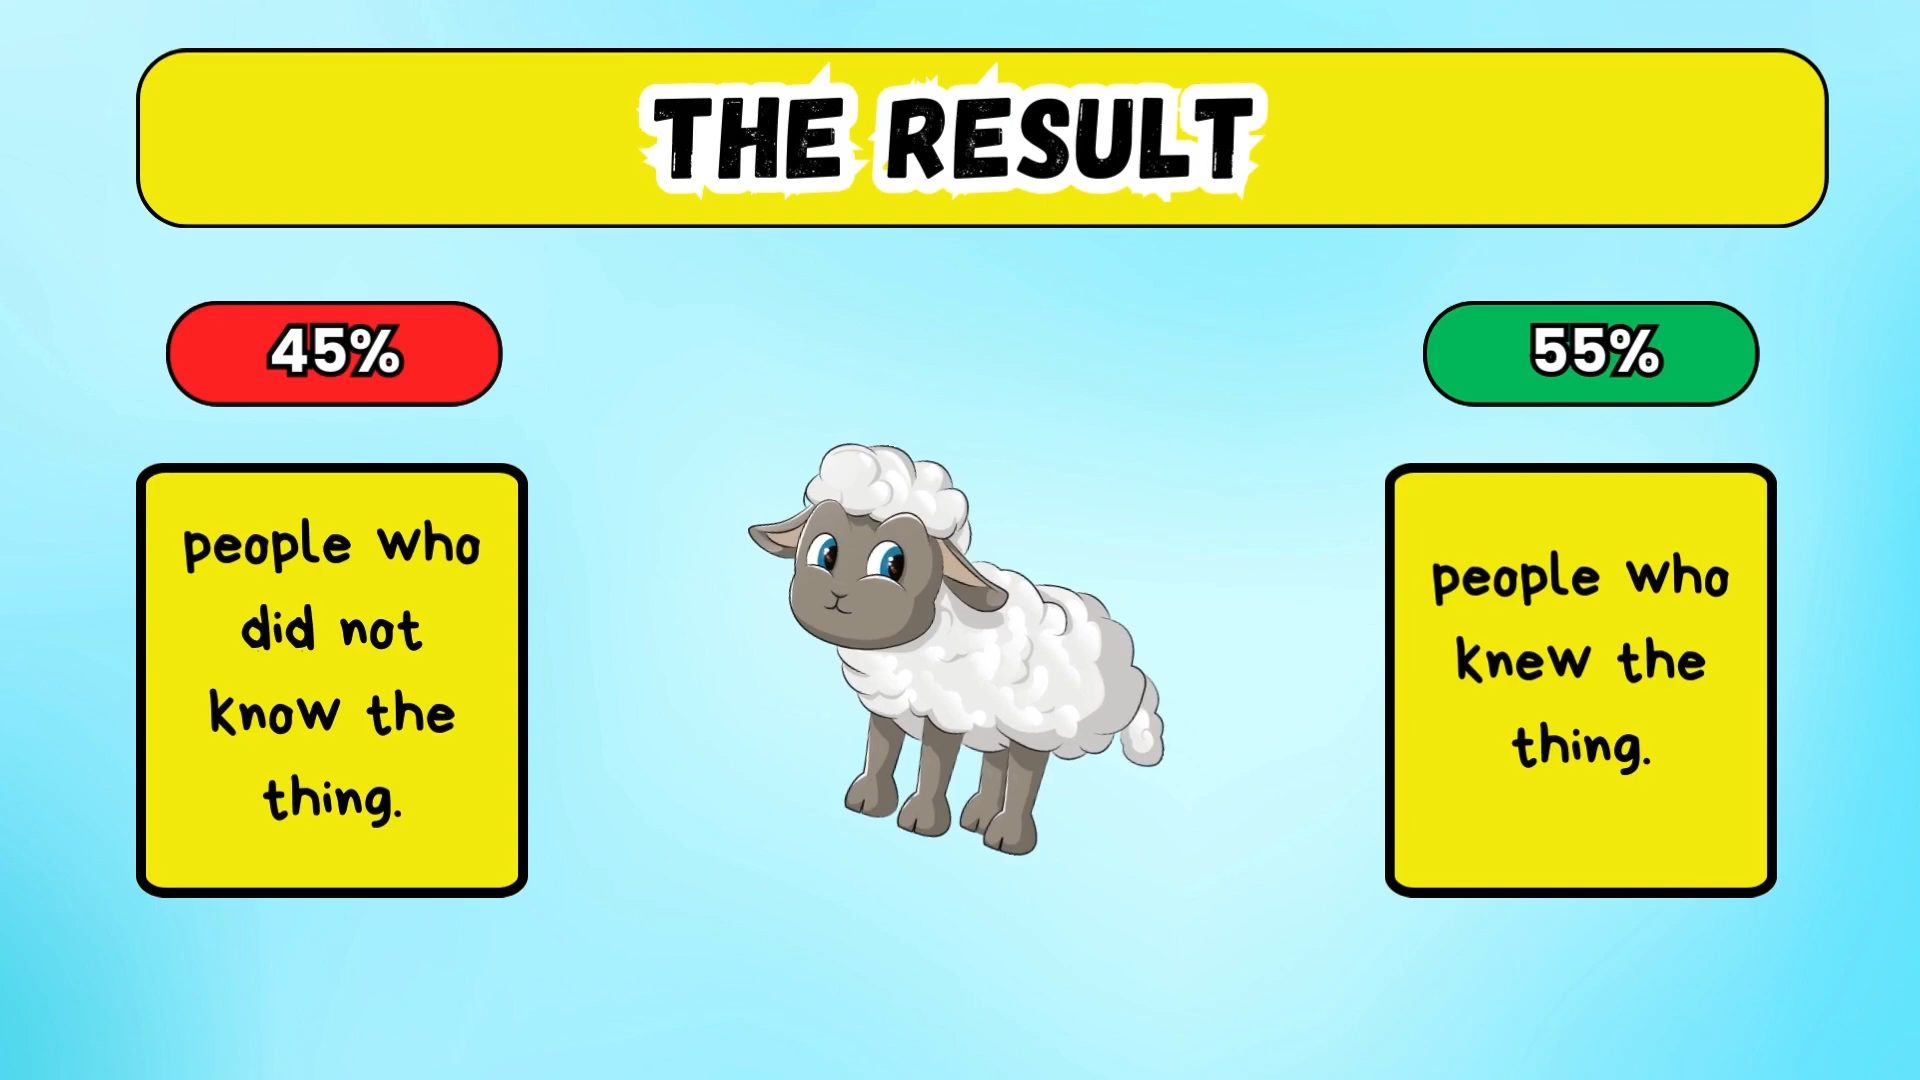 THE RESULT
45%
55%
people who
did not
know the
thing.
people who
knew the
thing.